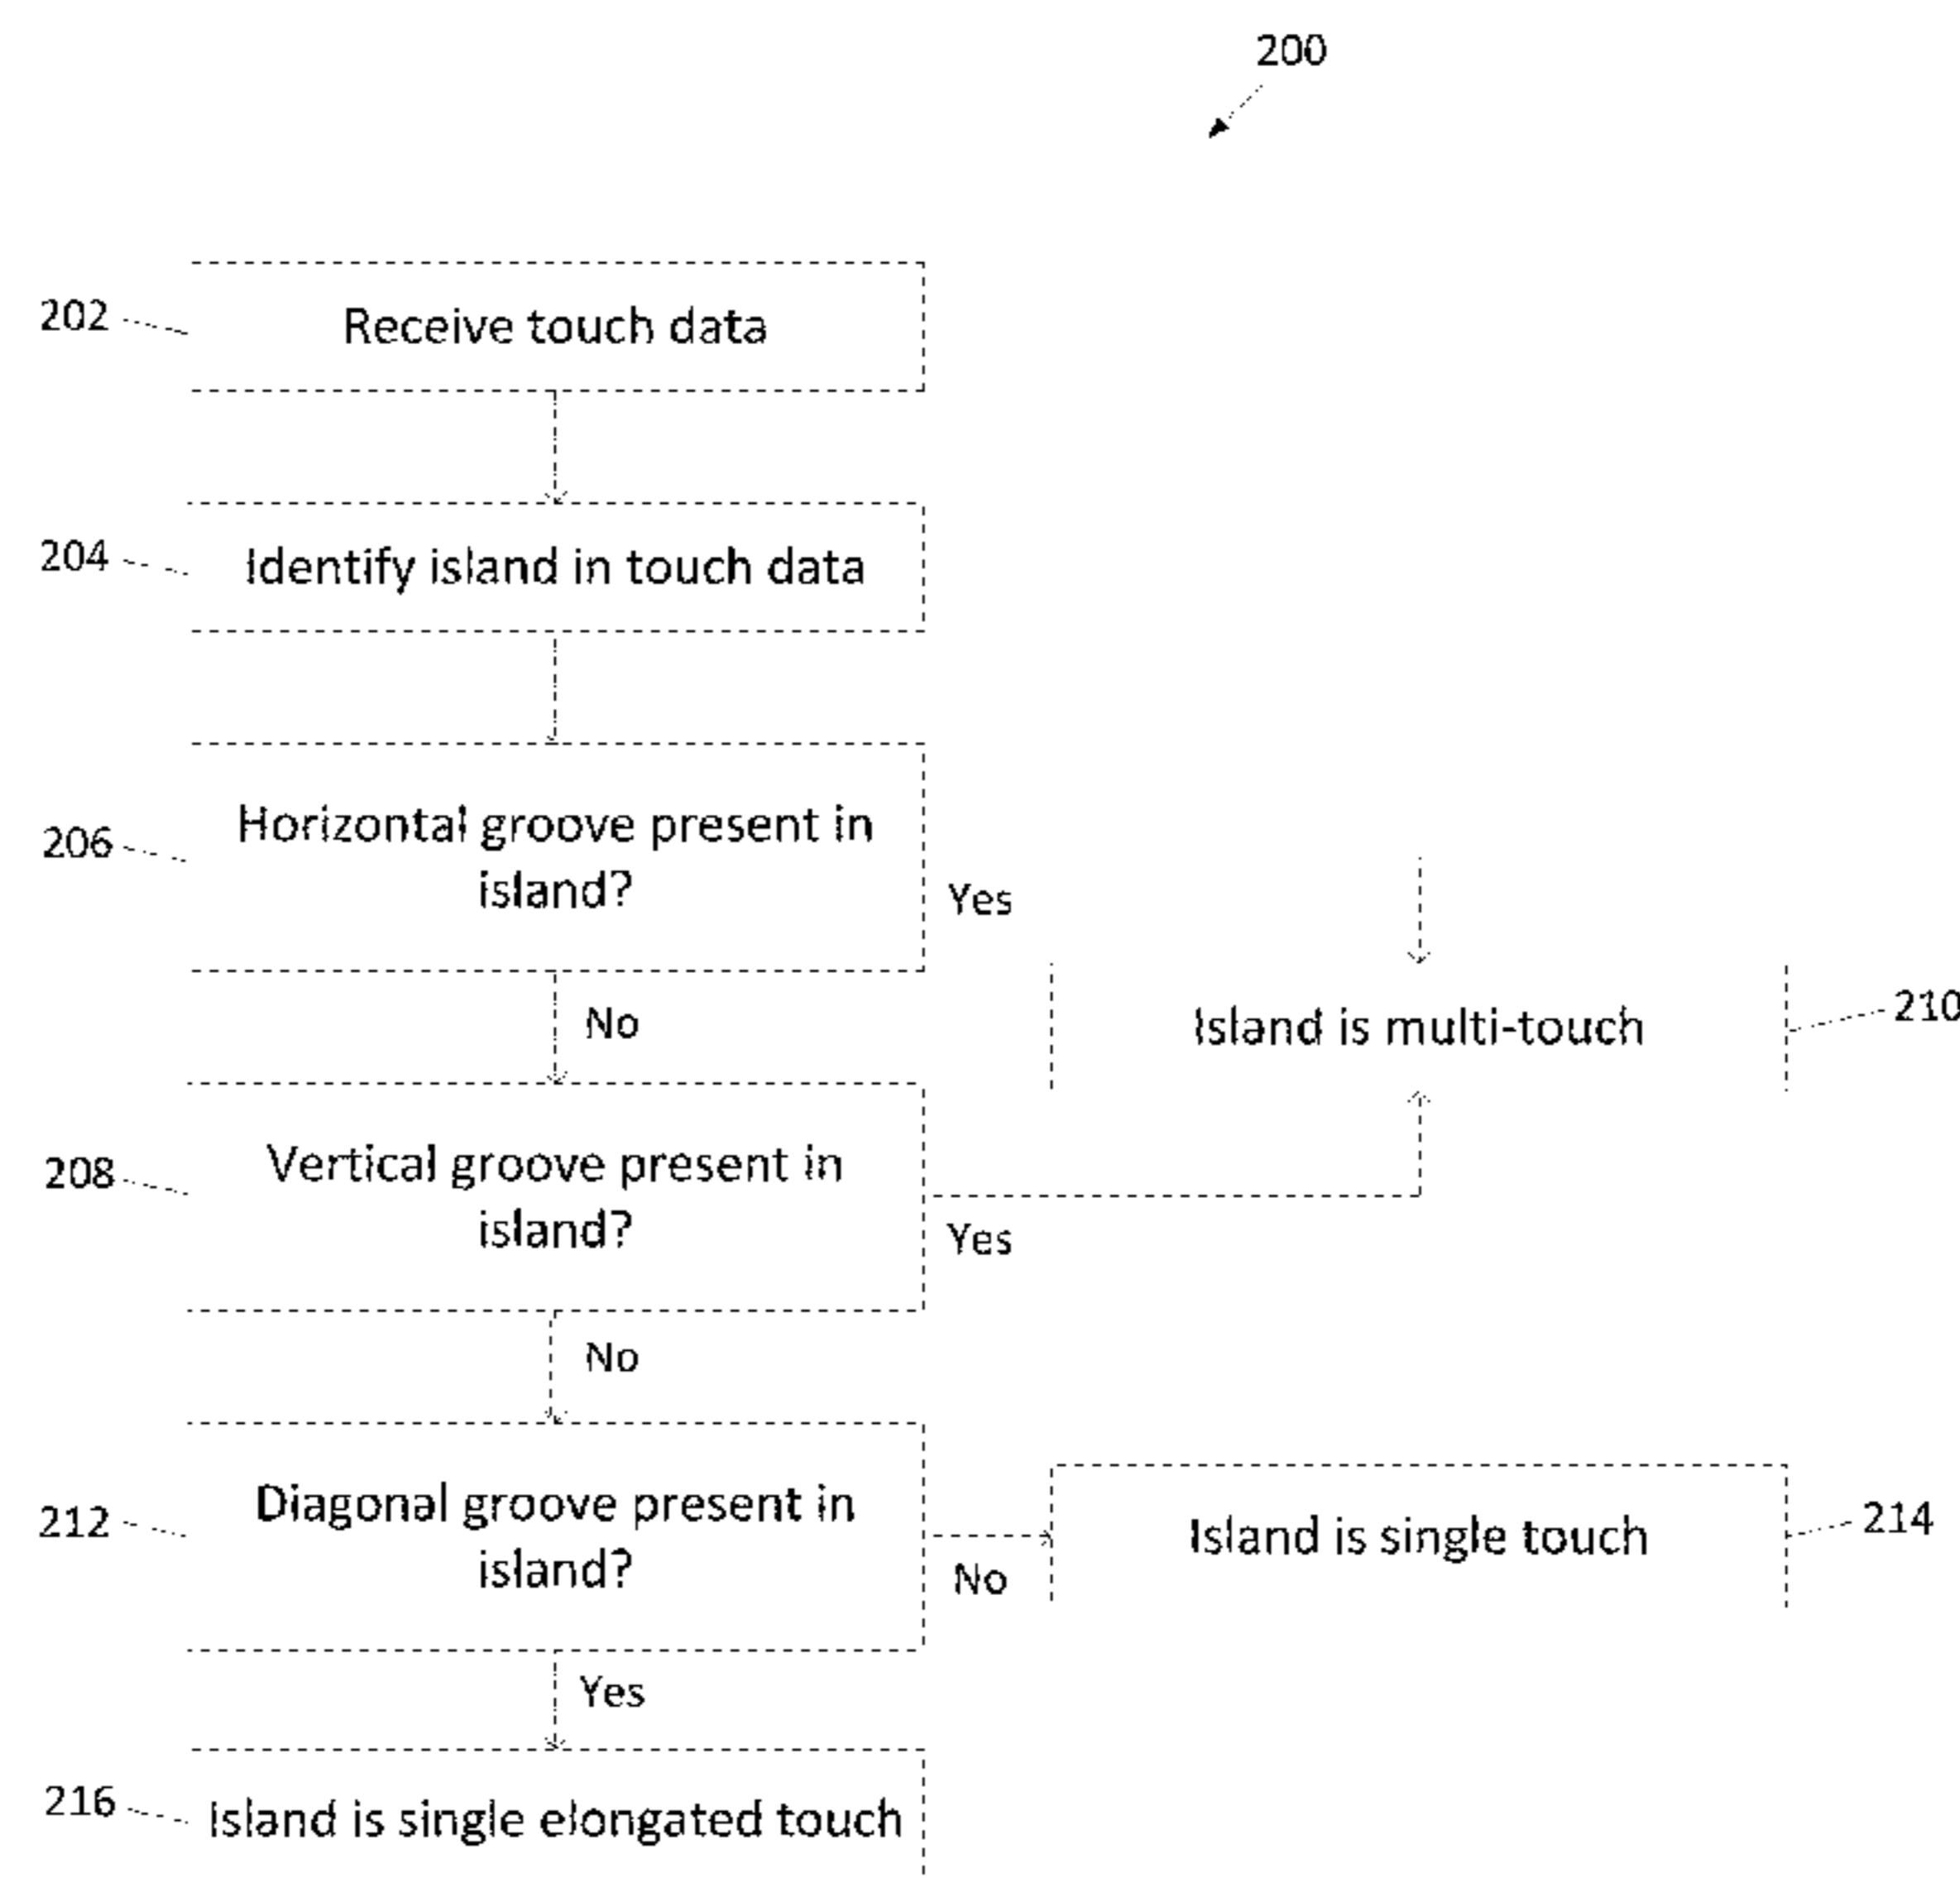 200
202
Receive touch data
204
Identify island in touch data
206
Horizontal groove present in
island?
Yes
No
Island is multi-touch
210
208
Vertical groove present in
island?
Yes
No
212
Diagonal groove present in
island?
No
Island is single touch
214
Yes
216
Island is single elongated touch